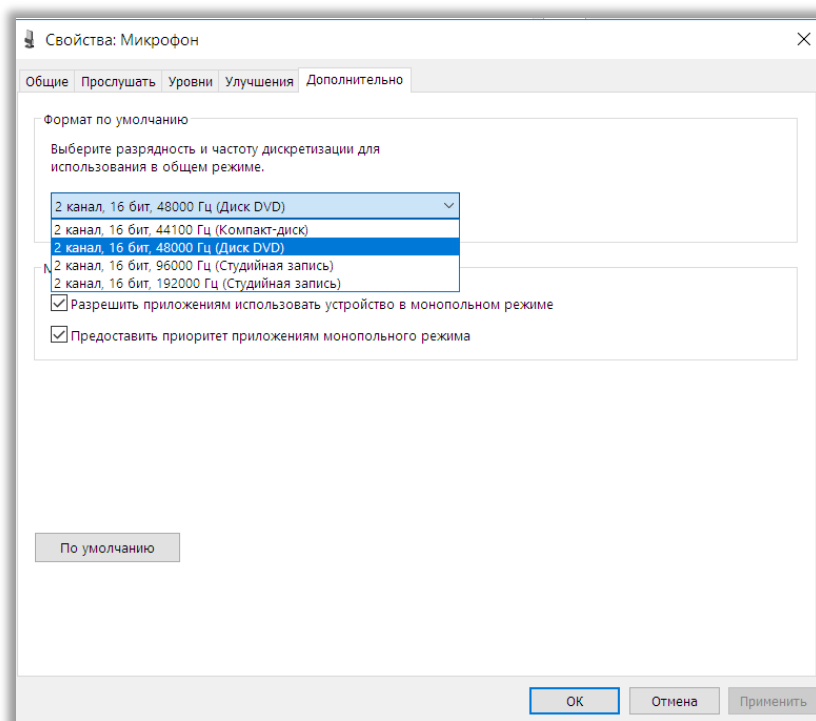 Свойства: Микрофон
Общие Прослушать Уровни Улучшения Дополнительно
Формат по умолчанию
Выберите разрядность и частоту дискретизации для
использования в общем режиме.
2 канал, 16 бит, 48000 Гц (Диск DVD)
2 канал, 16 бит, 44100 Гц (Компакт-диск)
2 канал, 16 бит, 48000 Гц (Диск DVD)
2 канал, 16 бит, 96000 Гц (Студийная запись)
2 канал, 16 бит, 192000 Гц (Студийная запись)
Разрешить приложениям использовать устройство в монопольном режиме
Предоставить приоритет приложениям монопольного режима
По умолчанию
ОК Отмена Применить